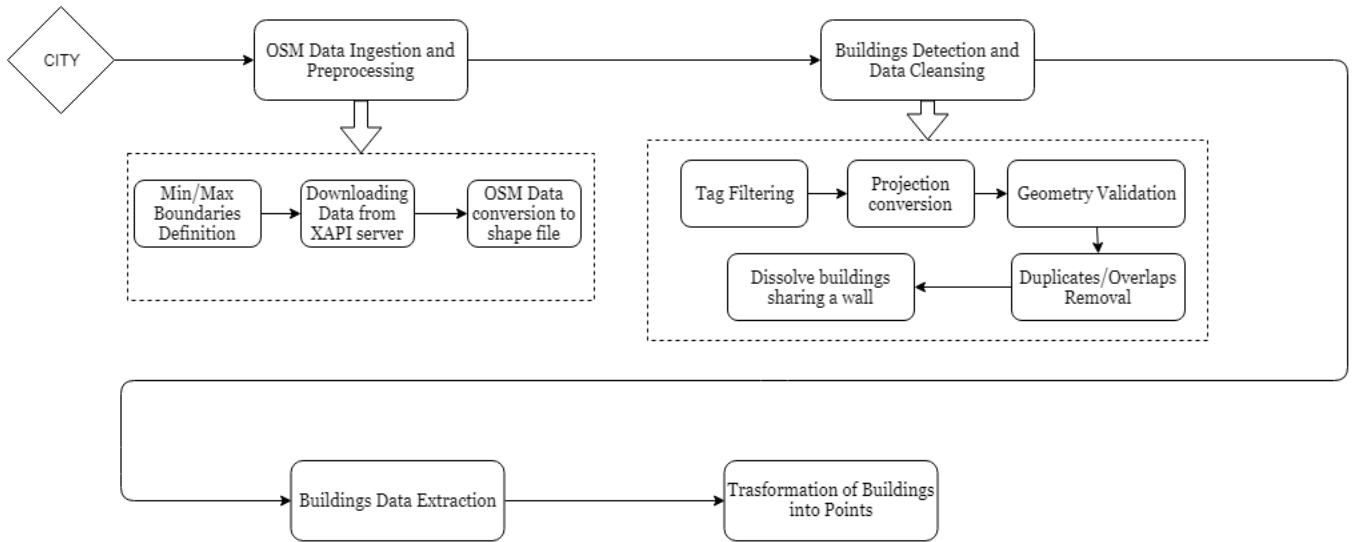 CITY
OSM Data Ingestion and
Preprocessing
Buildings Detection and
Data Cleansing
Min/Max
Boundaries
Definition
Downloading
Data from
XAPI server
OSM Data
conversion to
shape file
Tag Filtering
Projection
conversion
Geometry Validation
Duplicates/Overlaps
Removal
Dissolve buildings
sharing a wall
Buildings Data Extraction
Trasformation of Buildings
into Points